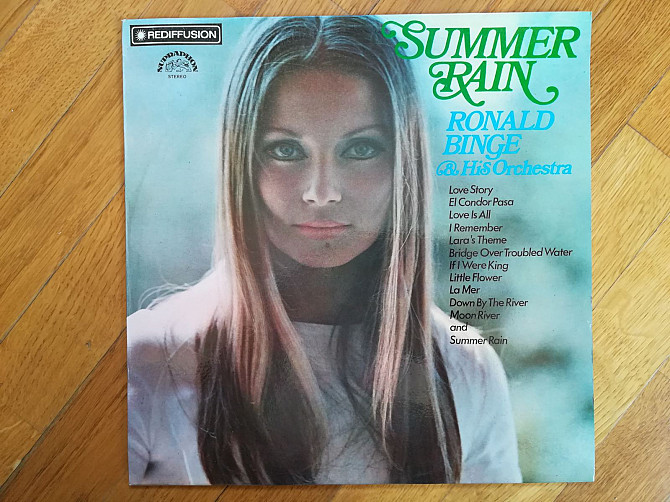 REDIFFUSION
SUPRAPHON
STEREO
SUMMER
RAIN
RONALD
BINGE
& His Orchestra
Love Story
El Condor Pasa
Love Is All
I Remember
Lara's Theme
Bridge Over Troubled Water
If I Were King
Little Flower
La Mer
Down By The River
Moon River
and
Summer Rain